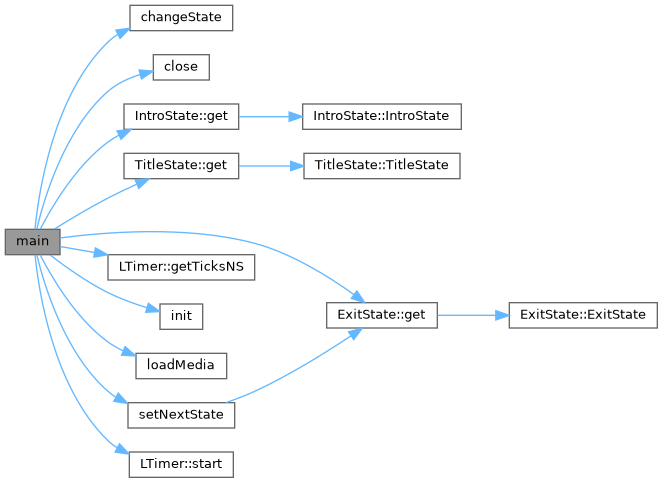 changeState
close
IntroState::get
IntroState::IntroState
TitleState::get
TitleState::TitleState
main
LTimer::getTicksNS
init
ExitState::get
ExitState::ExitState
loadMedia
setNextState
LTimer::start